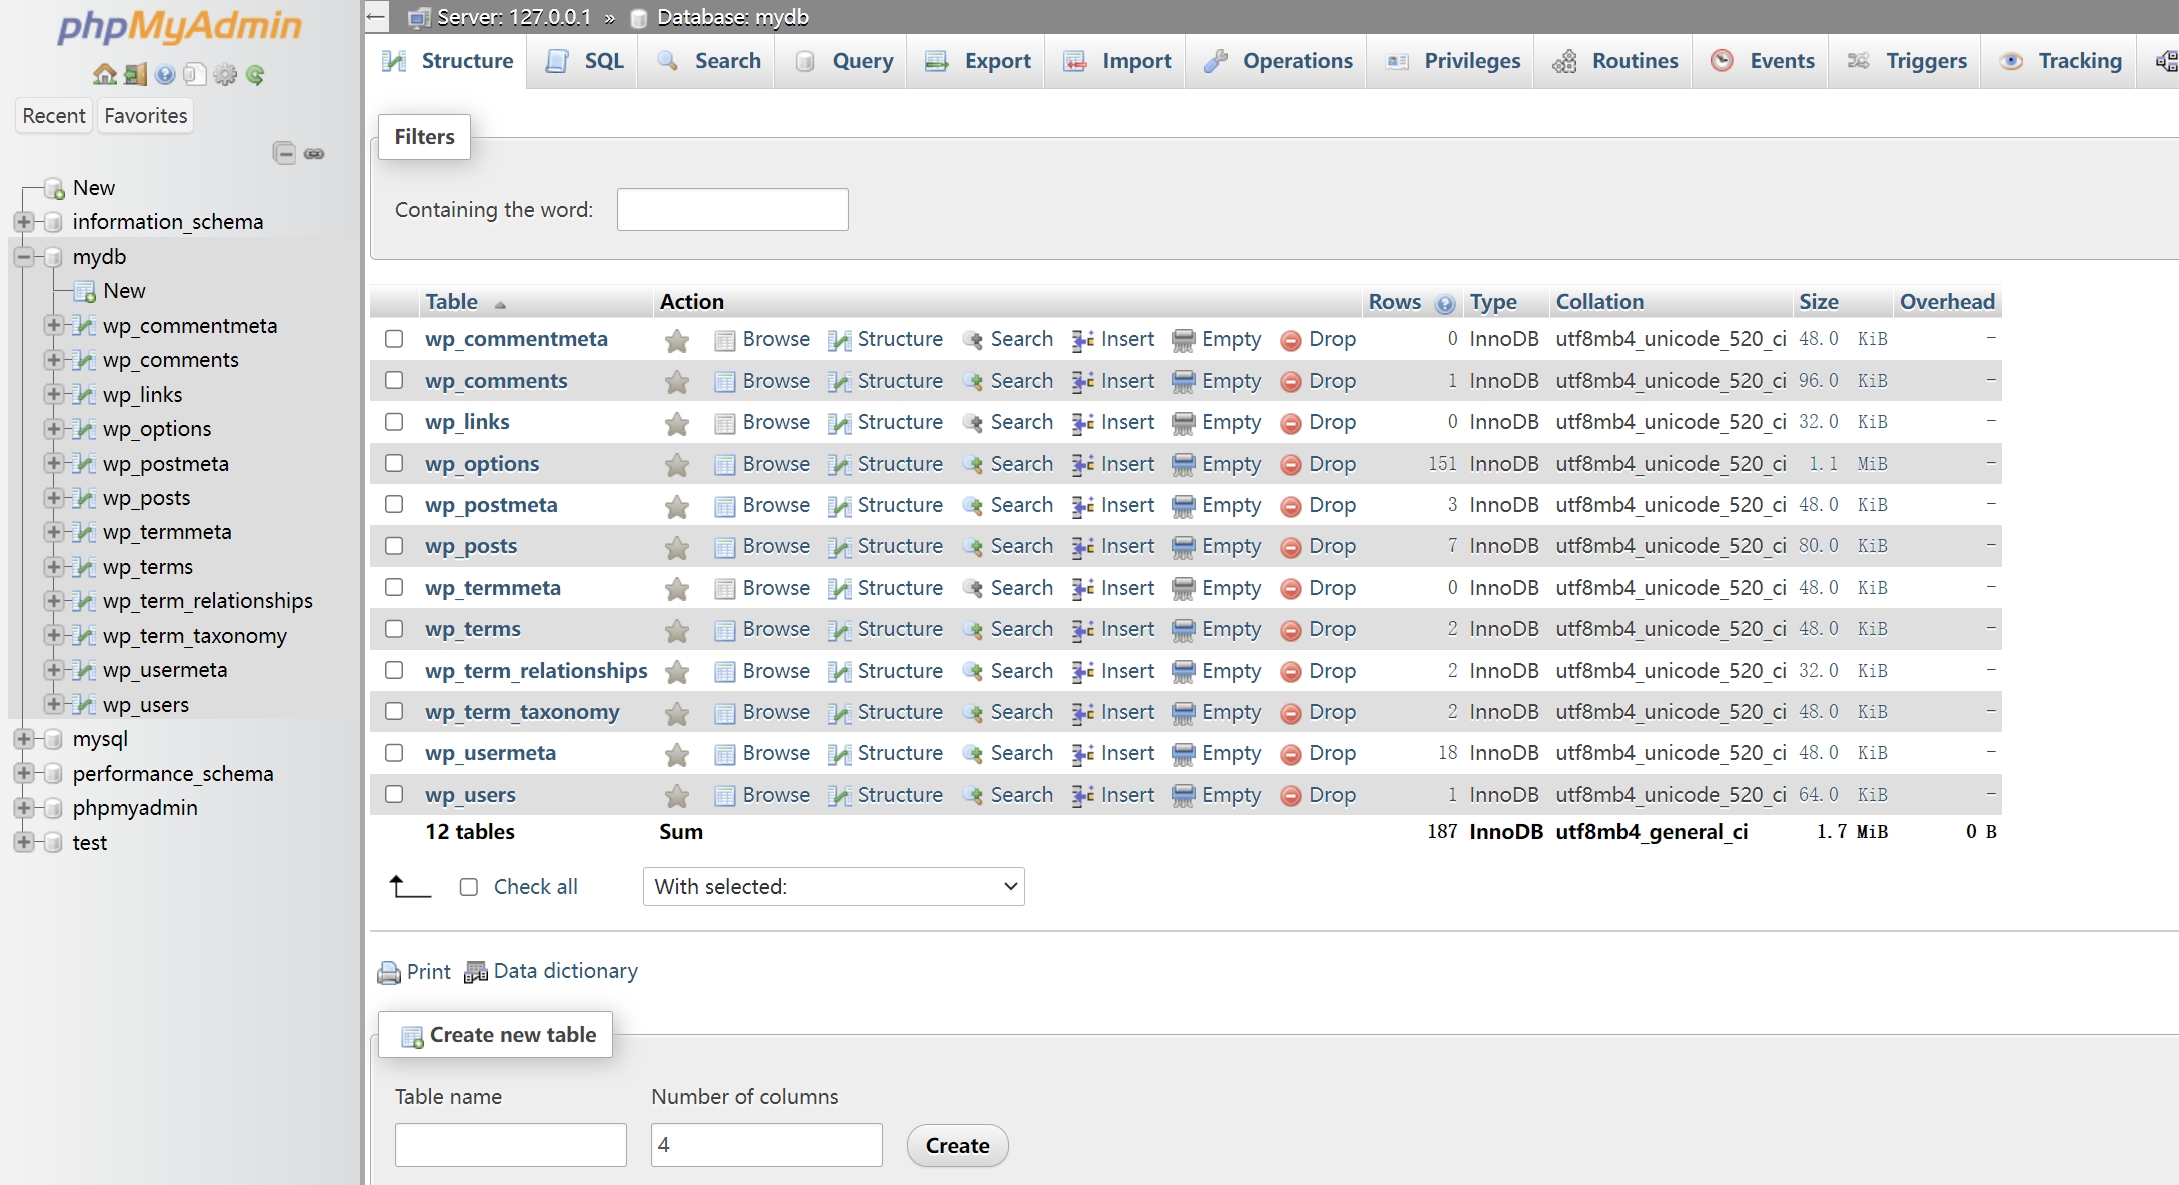 phpMyAdmin
Recent Favorites
New
information_schema
mydb
New
wp_commentmeta
wp_comments
wp_links
wp_options
wp_postmeta
wp_posts
wp_termmeta
wp_terms
wp_term_relationships
wp_term_taxonomy
wp_usermeta
wp_users
mysql
performance_schema
phpmyadmin
test
Server: 127.0.0.1 » Database: mydb
Structure SQL Search Query Export Import Operations Privileges Routines Events Triggers Tracking
Filters
Containing the word:
Table Action Rows Type Collation Size Overhead
wp_commentmeta Browse Structure Search Insert Empty Drop 0 InnoDB utf8mb4_unicode_520_ci 48.0 KiB -
wp_comments Browse Structure Search Insert Empty Drop 1 InnoDB utf8mb4_unicode_520_ci 96.0 KiB -
wp_links Browse Structure Search Insert Empty Drop 0 InnoDB utf8mb4_unicode_520_ci 32.0 KiB -
wp_options Browse Structure Search Insert Empty Drop 151 InnoDB utf8mb4_unicode_520_ci 1.1 MiB -
wp_postmeta Browse Structure Search Insert Empty Drop 3 InnoDB utf8mb4_unicode_520_ci 48.0 KiB -
wp_posts Browse Structure Search Insert Empty Drop 7 InnoDB utf8mb4_unicode_520_ci 80.0 KiB -
wp_termmeta Browse Structure Search Insert Empty Drop 0 InnoDB utf8mb4_unicode_520_ci 48.0 KiB -
wp_terms Browse Structure Search Insert Empty Drop 2 InnoDB utf8mb4_unicode_520_ci 48.0 KiB -
wp_term_relationships Browse Structure Search Insert Empty Drop 2 InnoDB utf8mb4_unicode_520_ci 32.0 KiB -
wp_term_taxonomy Browse Structure Search Insert Empty Drop 2 InnoDB utf8mb4_unicode_520_ci 48.0 KiB -
wp_usermeta Browse Structure Search Insert Empty Drop 18 InnoDB utf8mb4_unicode_520_ci 48.0 KiB -
wp_users Browse Structure Search Insert Empty Drop 1 InnoDB utf8mb4_unicode_520_ci 64.0 KiB -
12 tables Sum 187 InnoDB utf8mb4_general_ci 1.7 MiB 0 B
Check all With selected:
Print Data dictionary
Create new table
Table name Number of columns
4 Create